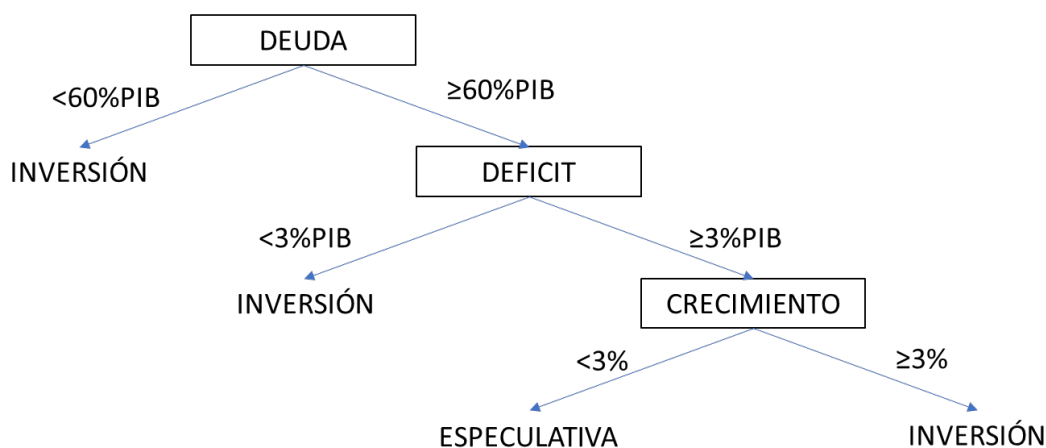 DEUDA
<60%PIB
≥60%PIB
INVERSIÓN
DEFICIT
<3%PIB
≥3%PIB
INVERSIÓN
CRECIMIENTO
<3%
≥3%
ESPECULATIVA
INVERSIÓN